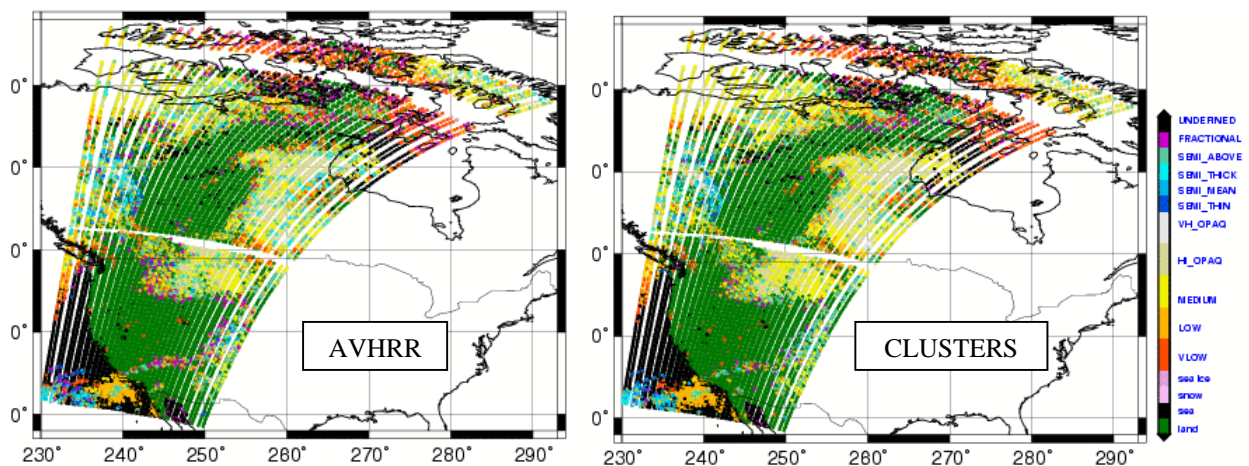 0°
0°
0°
0°
0°
AVHRR
230° 240° 250° 260° 270° 280° 290°
0°
0°
0°
0°
0°
CLUSTERS
230° 240° 250° 260° 270° 280° 290°
UNDEFINED
FRACTIONAL
SEMI_ABOVE
SEMI_THICK
SEMI_MEAN
SEMI_THIN
VH_OPAQ
HI_OPAQ
MEDIUM
LOW
VLOW
sea ice
snow
sea
land